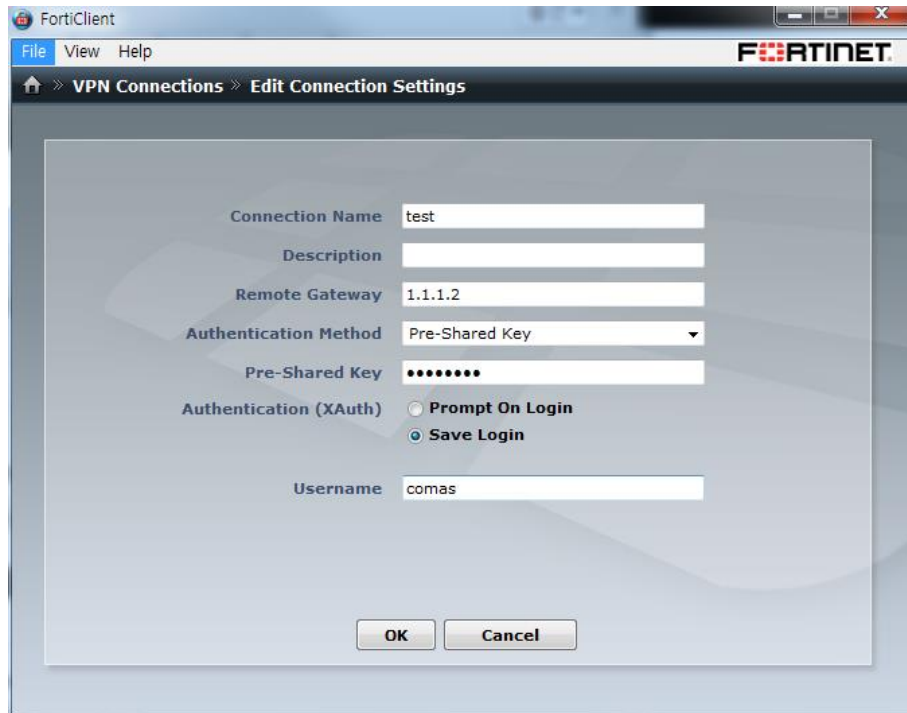 FortiClient
File View Help
FORTINET
VPN Connections » Edit Connection Settings
Connection Name test
Description
Remote Gateway 1.1.1.2
Authentication Method Pre-Shared Key
Pre-Shared Key ••••••••
Authentication (XAuth) Prompt On Login
Save Login
Username comas
OK Cancel